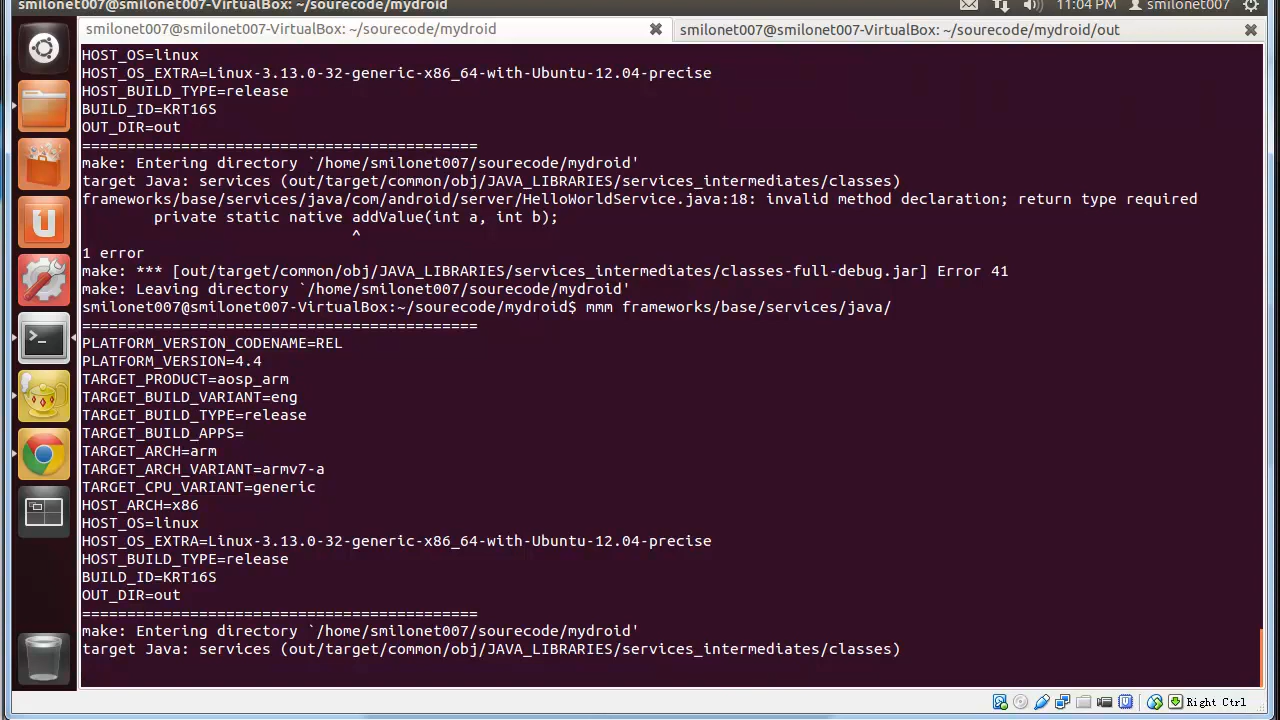 smilonet007@smilonet007-VirtualBox: ~/sourecode/mydroid
11:04 PM
smilonet007
smilonet007@smilonet007-VirtualBox: ~/sourecode/mydroid
smilonet007@smilonet007-VirtualBox: ~/sourecode/mydroid/out
HOST_OS=linux
HOST_OS_EXTRA=Linux-3.13.0-32-generic-x86_64-with-Ubuntu-12.04-precise
HOST_BUILD_TYPE=release
BUILD_ID=KRT16S
OUT_DIR=out
============================================
make: Entering directory `/home/smilonet007/sourecode/mydroid'
target Java: services (out/target/common/obj/JAVA_LIBRARIES/services_intermediates/classes)
frameworks/base/services/java/com/android/server/HelloWorldService.java:18: invalid method declaration; return type required
        private static native addValue(int a, int b);
                              ^
1 error
make: *** [out/target/common/obj/JAVA_LIBRARIES/services_intermediates/classes-full-debug.jar] Error 41
make: Leaving directory `/home/smilonet007/sourecode/mydroid'
smilonet007@smilonet007-VirtualBox:~/sourecode/mydroid$ mmm frameworks/base/services/java/
============================================
PLATFORM_VERSION_CODENAME=REL
PLATFORM_VERSION=4.4
TARGET_PRODUCT=aosp_arm
TARGET_BUILD_VARIANT=eng
TARGET_BUILD_TYPE=release
TARGET_BUILD_APPS=
TARGET_ARCH=arm
TARGET_ARCH_VARIANT=armv7-a
TARGET_CPU_VARIANT=generic
HOST_ARCH=x86
HOST_OS=linux
HOST_OS_EXTRA=Linux-3.13.0-32-generic-x86_64-with-Ubuntu-12.04-precise
HOST_BUILD_TYPE=release
BUILD_ID=KRT16S
OUT_DIR=out
============================================
make: Entering directory `/home/smilonet007/sourecode/mydroid'
target Java: services (out/target/common/obj/JAVA_LIBRARIES/services_intermediates/classes)
Right Ctrl